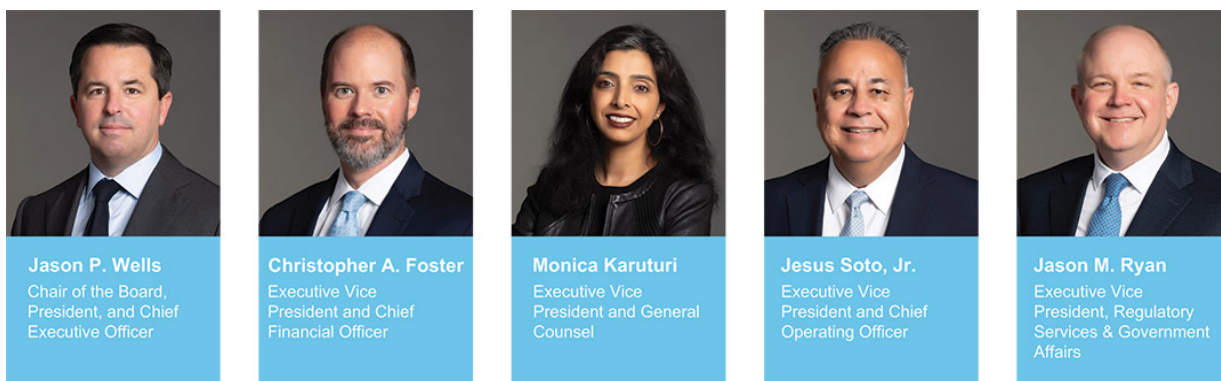 Jason P. Wells
Chair of the Board,
President, and Chief
Executive Officer
Christopher A. Foster
Executive Vice
President and Chief
Financial Officer
Monica Karuturi
Executive Vice
President and General
Counsel
Jesus Soto, Jr.
Executive Vice
President and Chief
Operating Officer
Jason M. Ryan
Executive Vice
President, Regulatory
Services & Government
Affairs